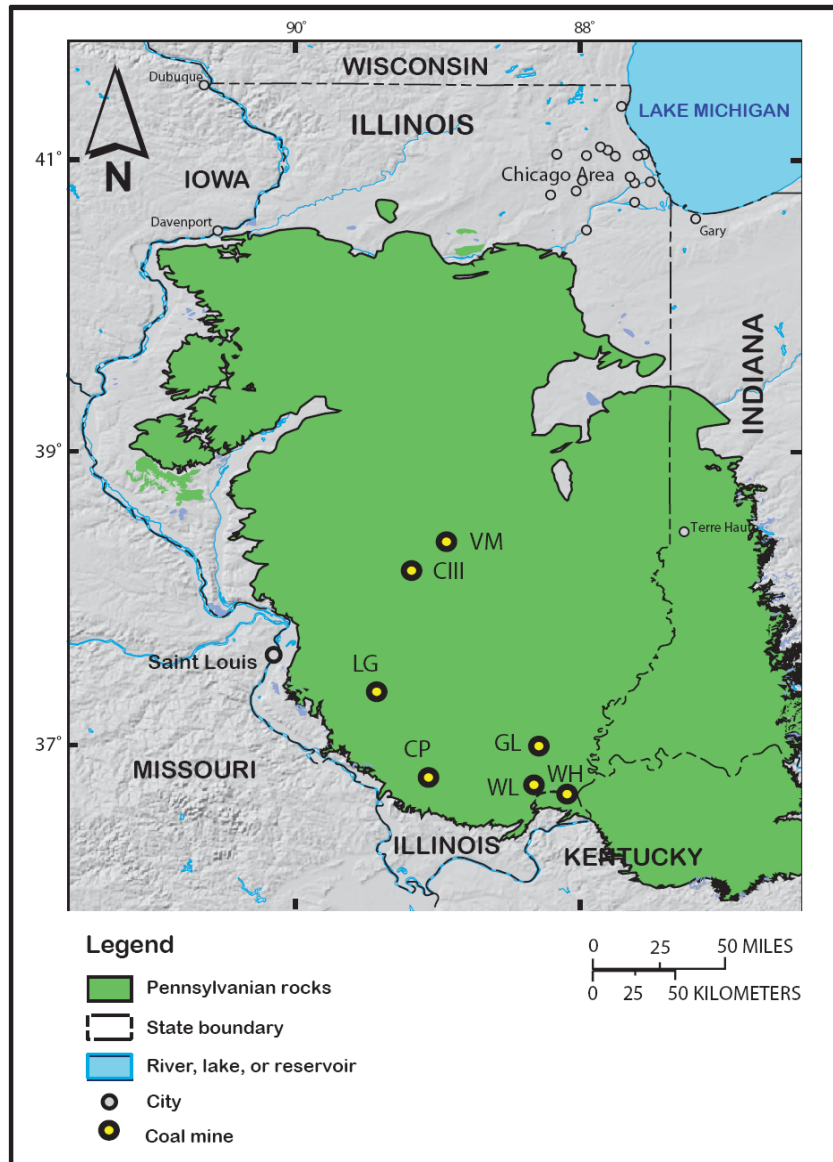 90° 88°
WISCONSIN
Dubuque
ILLINOIS
LAKE MICHIGAN
41°
N
IOWA
Chicago Area
Davenport
Gary
INDIANA
39°
Terre Haute
VM
CIII
Saint Louis
LG
37°
GL
CP
MISSOURI
WL WH
ILLINOIS
KENTUCKY
Legend
Pennsylvanian rocks
State boundary
River, lake, or reservoir
City
Coal mine
0 25 50 MILES
0 25 50 KILOMETERS